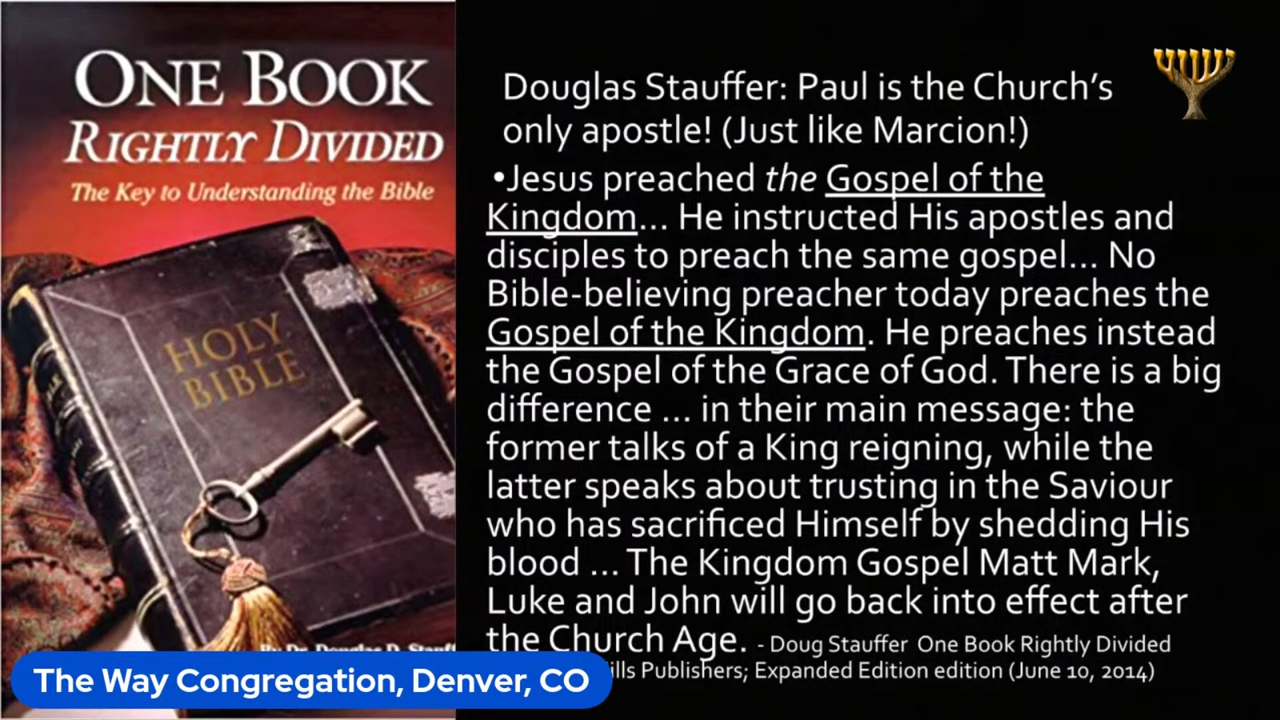 ONE BOOK
RIGHTLY DIVIDED
The Key to Understanding the Bible
HOLY
BIBLE
Douglas Stauffer: Paul is the Church's
only apostle! (Just like Marcion!)
•Jesus preached the Gospel of the
Kingdom... He instructed His apostles and
disciples to preach the same gospel... No
Bible-believing preacher today preaches the
Gospel of the Kingdom. He preaches instead
the Gospel of the Grace of God. There is a big
difference ... in their main message: the
former talks of a King reigning, while the
latter speaks about trusting in the Saviour
who has sacrificed Himself by shedding His
blood ... The Kingdom Gospel Matt Mark,
Luke and John will go back into effect after
the Church Age. - Doug Stauffer One Book Rightly Divided
Publishers; Expanded Edition edition (June 10, 2014)
The Way Congregation, Denver, CO